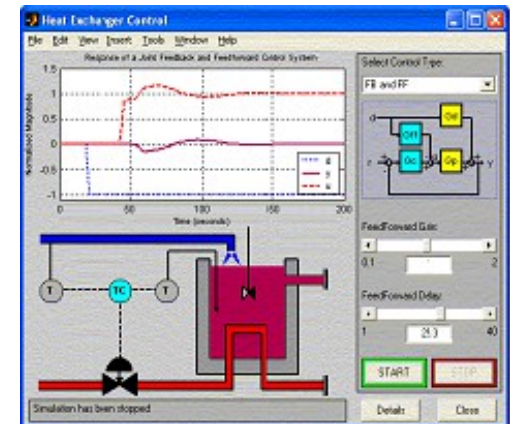 Heat Exchanger Control
File Edit View Insert Tools Window Help
Response of a Joint Feedback and Feedforward Control System
Normalized Magnitude
1.5
1
0.5
0
-0.5
-1
0 50 100 150 200
Time (seconds)
d
y
u
Select Control Type:
FB and FF
d
Gd
Gff
r
Gc
Gp
y
FeedForward Gain:
0.1 2
FeedForward Delay:
1 21.3 40
T TC T
START STOP
Simulation has been stopped
Details Close